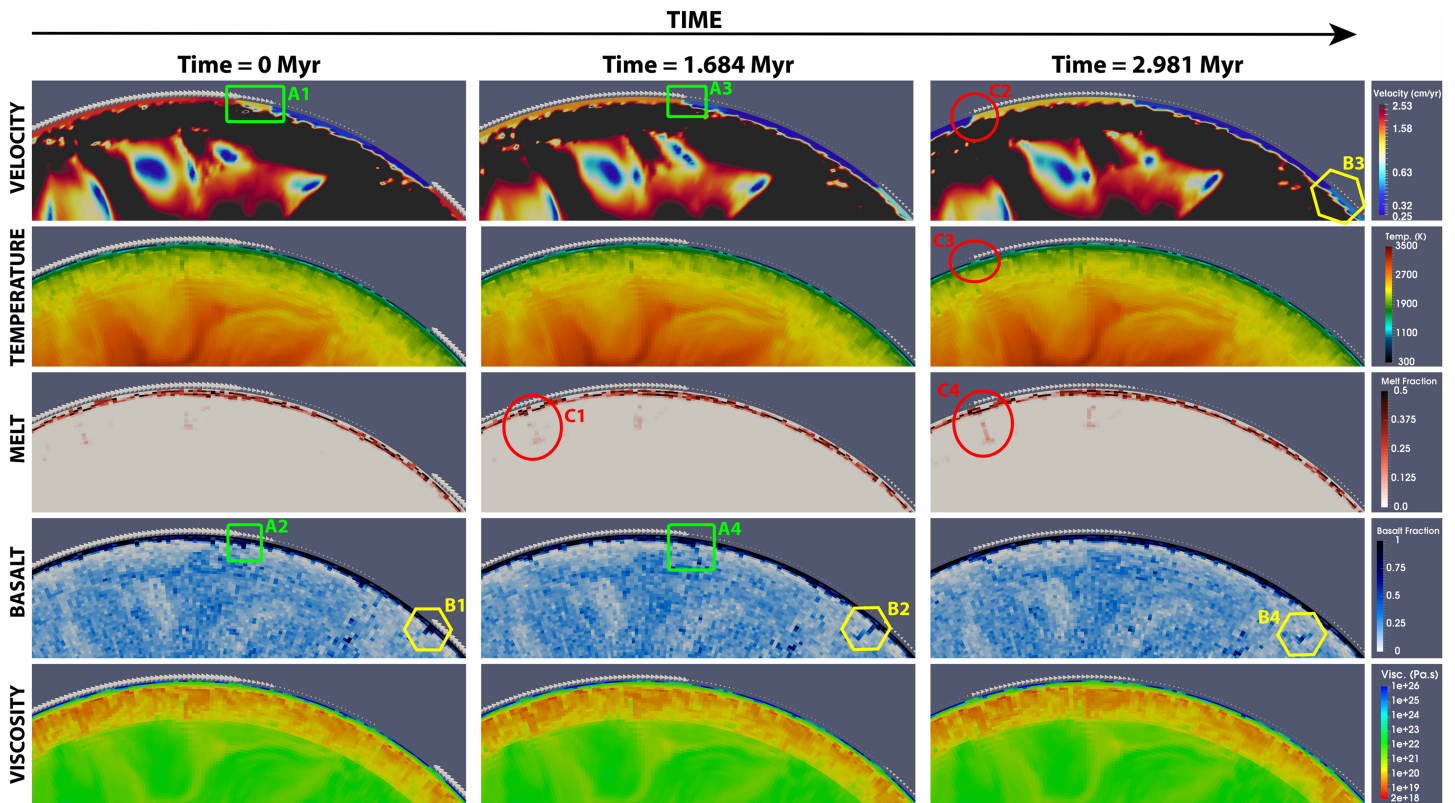 TIME
Time = 0 Myr
Time = 1.684 Myr
Time = 2.981 Myr
VELOCITY
A1
A3
C2
B3
Velocity (cm/yr)
2.53
1.58
0.63
0.32
0.25
TEMPERATURE
C3
Temp. (K)
3500
2700
1900
1100
300
MELT
C1
C4
Melt Fraction
0.5
0.375
0.25
0.125
0.0
BASALT
A2
B1
A4
B2
B4
Basalt Fraction
1
0.75
0.5
0.25
0
VISCOSITY
Visc. (Pa.s)
1e+26
1e+25
1e+24
1e+23
1e+22
1e+21
1e+20
1e+19
2e+18